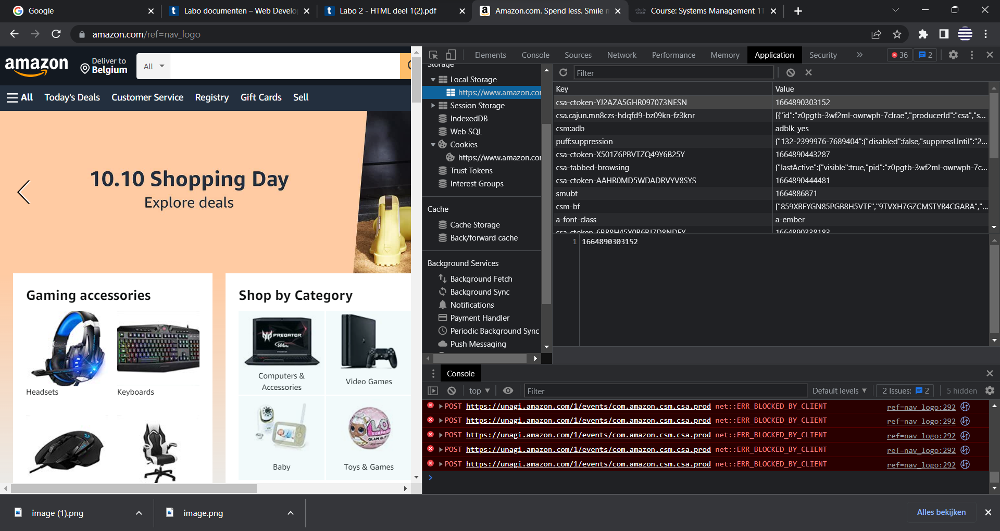 Google
Labo documenten – Web Develo
Labo 2 - HTML deel 1(2).pdf
Amazon.com. Spend less. Smile m
Course: Systems Management 1T
amazon.com/ref=nav_logo
amazon
Deliver to
Belgium
All
All
Today's Deals
Customer Service
Registry
Gift Cards
Sell
10.10 Shopping Day
Explore deals
Gaming accessories
Headsets
Keyboards
Shop by Category
PREDATOR
Computers &
Accessories
Video Games
Baby
Toys & Games
Elements
Console
Sources
Network
Performance
Memory
Application
Security
36
2
Storage
Local Storage
https://www.amazon.cor
Session Storage
IndexedDB
Web SQL
Cookies
https://www.amazon.cor
Trust Tokens
Interest Groups
Cache
Cache Storage
Back/forward cache
Background Services
Background Fetch
Background Sync
Notifications
Payment Handler
Periodic Background Sync
Push Messaging
Filter
Key Value
csa-ctoken-YJ2AZA5GHR097073NESN 1664890303152
csa.cajun.mn8czs-hdqfd9-bz09kn-fz3knr [{"id":"z0pgtb-3wf2ml-owrwph-7clrae","producerId":"csa","s...
csm:adb adblk_yes
puff:suppression {"132-2399976-7689404":{"disabled":false,"suppressUntil":"2...
csa-ctoken-X501Z6PBVTZQ49Y6B25Y 1664890443287
csa-tabbed-browsing {"lastActive":{"visible":true,"pid":"z0pgtb-3wf2ml-owrwph-7c...
csa-ctoken-AAHR0MD5WDADRVYV8SYS 1664890444481
smubt 1664886871
csm-bf ["859XBFYGN85PGB8H5VTE","9TVXH7GZCMSTYB4CGARA","...
a-font-class a-ember
csa-ctoken-6BB8H45Y0B6BJ7D8NDFY 1664890338183
1 1664890303152
Console
top
Filter
Default levels
2 Issues: 2
5 hidden
POST https://unagi.amazon.com/1/events/com.amazon.csm.csa.prod net::ERR_BLOCKED_BY_CLIENT ref=nav_logo:292
POST https://unagi.amazon.com/1/events/com.amazon.csm.csa.prod net::ERR_BLOCKED_BY_CLIENT ref=nav_logo:292
POST https://unagi.amazon.com/1/events/com.amazon.csm.csa.prod net::ERR_BLOCKED_BY_CLIENT ref=nav_logo:292
POST https://unagi.amazon.com/1/events/com.amazon.csm.csa.prod net::ERR_BLOCKED_BY_CLIENT ref=nav_logo:292
POST https://unagi.amazon.com/1/events/com.amazon.csm.csa.prod net::ERR_BLOCKED_BY_CLIENT ref=nav_logo:292
image (1).png
image.png
Alles bekijken